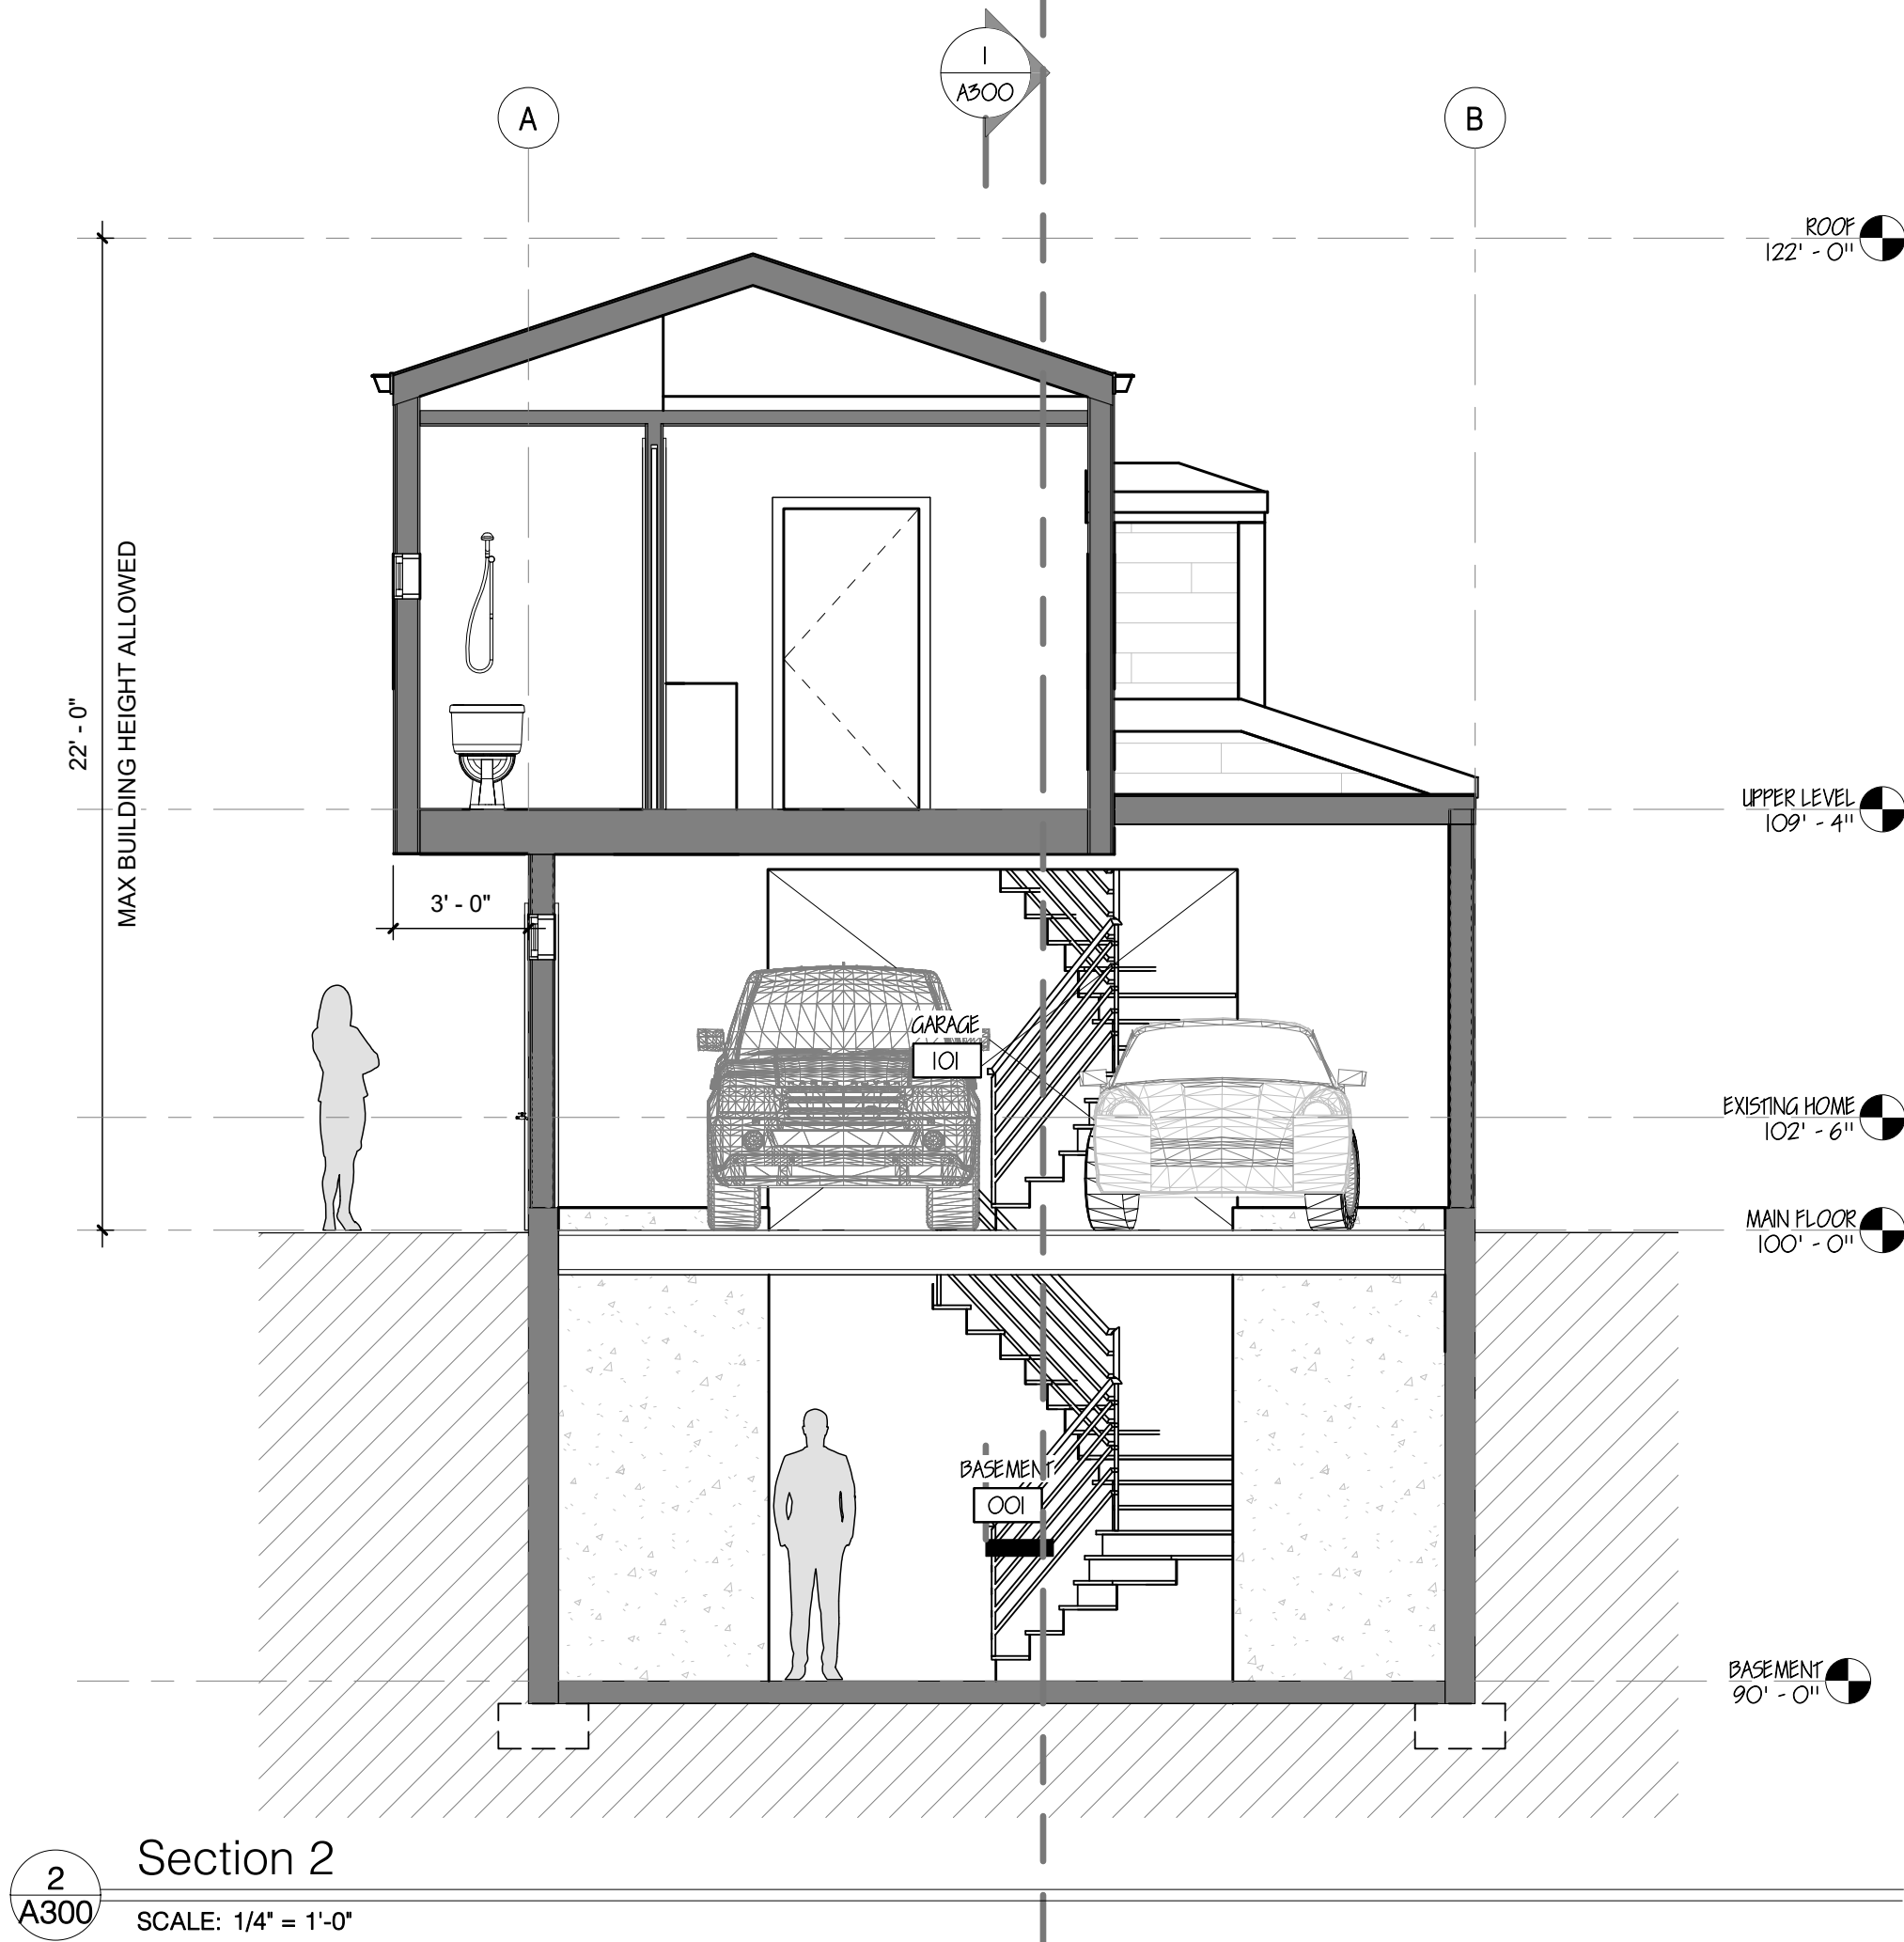 1
A300
A
B
ROOF
122' - 0"
MAX BUILDING HEIGHT ALLOWED
22' - 0"
UPPER LEVEL
109' - 4"
3' - 0"
GARAGE
101
EXISTING HOME
102' - 6"
MAIN FLOOR
100' - 0"
BASEMENT
001
BASEMENT
90' - 0"
2
A300
Section 2
SCALE: 1/4" = 1'-0"